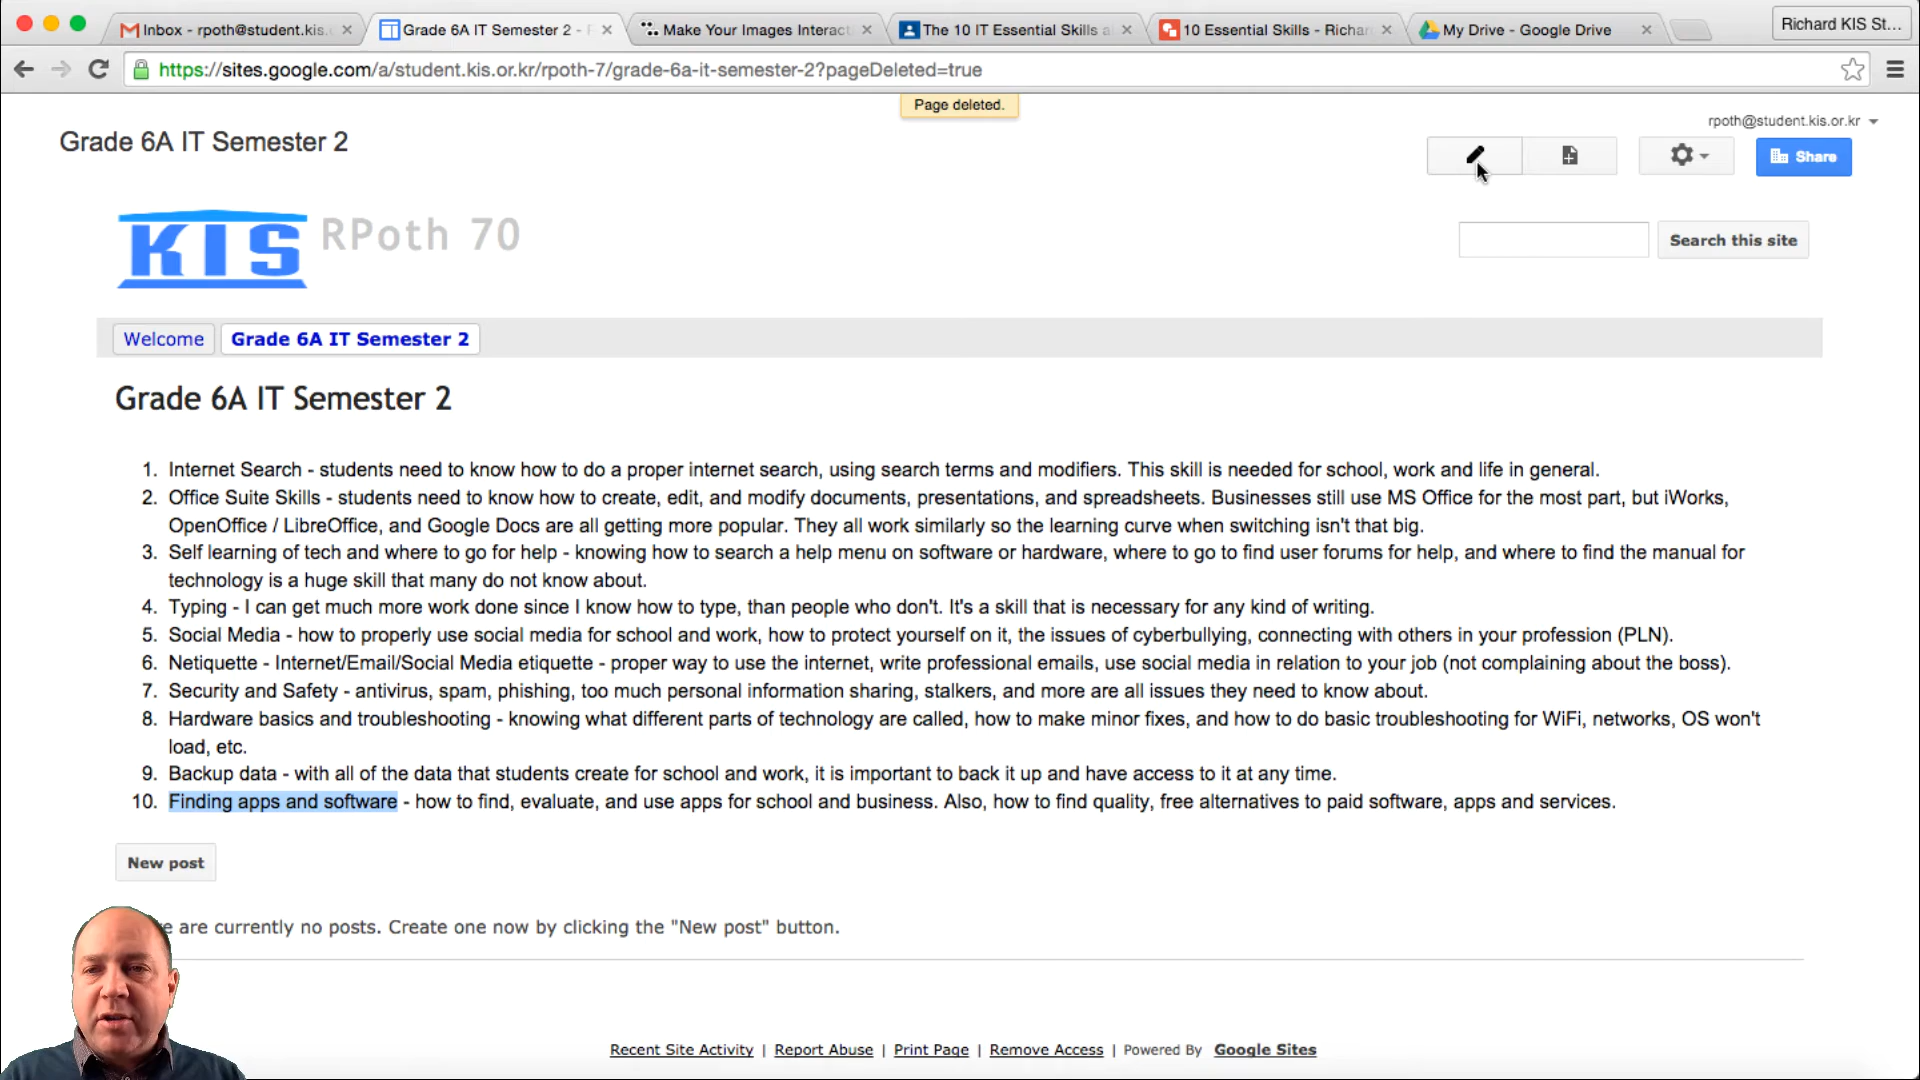 Inbox - rpoth@student.kis.
Grade 6A IT Semester 2 -
Make Your Images Interact
The 10 IT Essential Skills a
10 Essential Skills - Richar
My Drive - Google Drive
Richard KIS St...
https://sites.google.com/a/student.kis.or.kr/rpoth-7/grade-6a-it-semester-2?pageDeleted=true
Page deleted.
rpoth@student.kis.or.kr
Grade 6A IT Semester 2
Share
KIS RPoth 70
Search this site
Welcome
Grade 6A IT Semester 2
Grade 6A IT Semester 2
1. Internet Search - students need to know how to do a proper internet search, using search terms and modifiers. This skill is needed for school, work and life in general.
2. Office Suite Skills - students need to know how to create, edit, and modify documents, presentations, and spreadsheets. Businesses still use MS Office for the most part, but iWorks,
OpenOffice / LibreOffice, and Google Docs are all getting more popular. They all work similarly so the learning curve when switching isn't that big.
3. Self learning of tech and where to go for help - knowing how to search a help menu on software or hardware, where to go to find user forums for help, and where to find the manual for
technology is a huge skill that many do not know about.
4. Typing - I can get much more work done since I know how to type, than people who don't. It's a skill that is necessary for any kind of writing.
5. Social Media - how to properly use social media for school and work, how to protect yourself on it, the issues of cyberbullying, connecting with others in your profession (PLN).
6. Netiquette - Internet/Email/Social Media etiquette - proper way to use the internet, write professional emails, use social media in relation to your job (not complaining about the boss).
7. Security and Safety - antivirus, spam, phishing, too much personal information sharing, stalkers, and more are all issues they need to know about.
8. Hardware basics and troubleshooting - knowing what different parts of technology are called, how to make minor fixes, and how to do basic troubleshooting for WiFi, networks, OS won't
load, etc.
9. Backup data - with all of the data that students create for school and work, it is important to back it up and have access to it at any time.
10. Finding apps and software - how to find, evaluate, and use apps for school and business. Also, how to find quality, free alternatives to paid software, apps and services.
New post
are currently no posts. Create one now by clicking the "New post" button.
Recent Site Activity | Report Abuse | Print Page | Remove Access | Powered By Google Sites